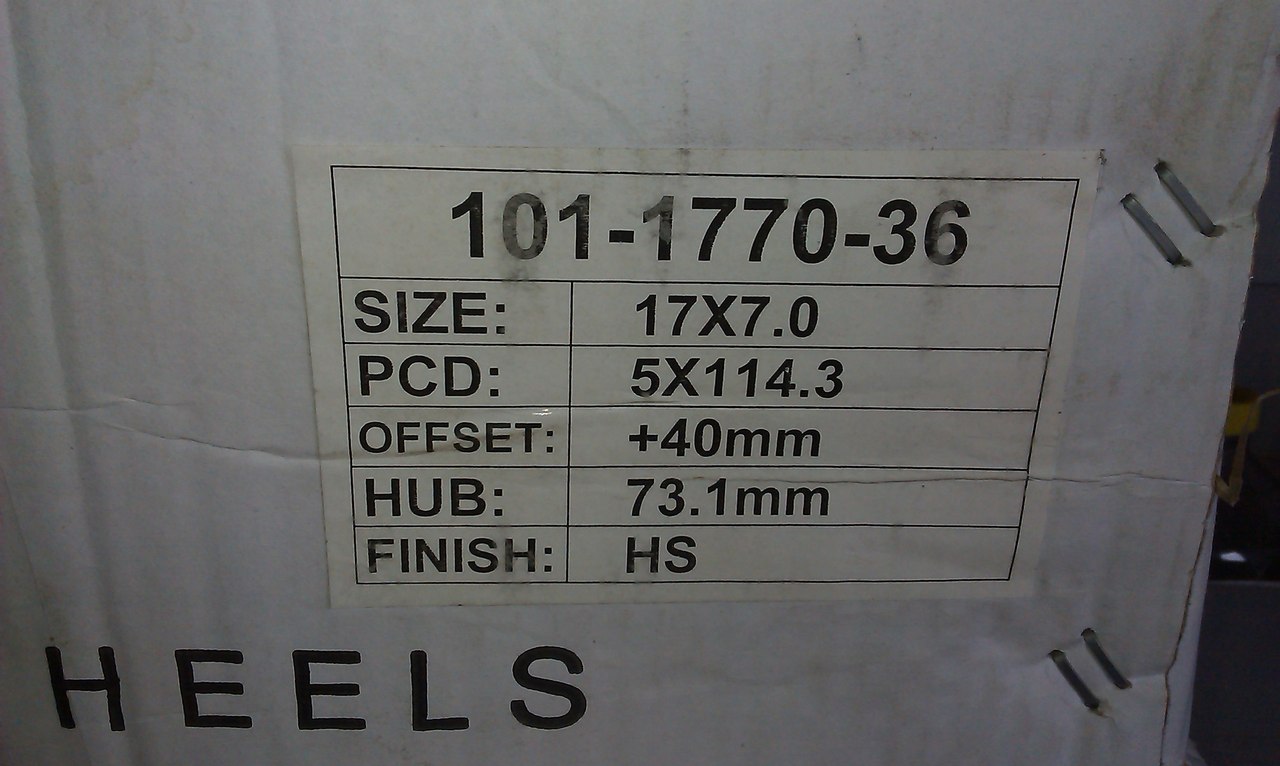 101-1770-36
SIZE: 17X7.0
PCD: 5X114.3
OFFSET: +40mm
HUB: 73.1mm
FINISH: HS
HEELS